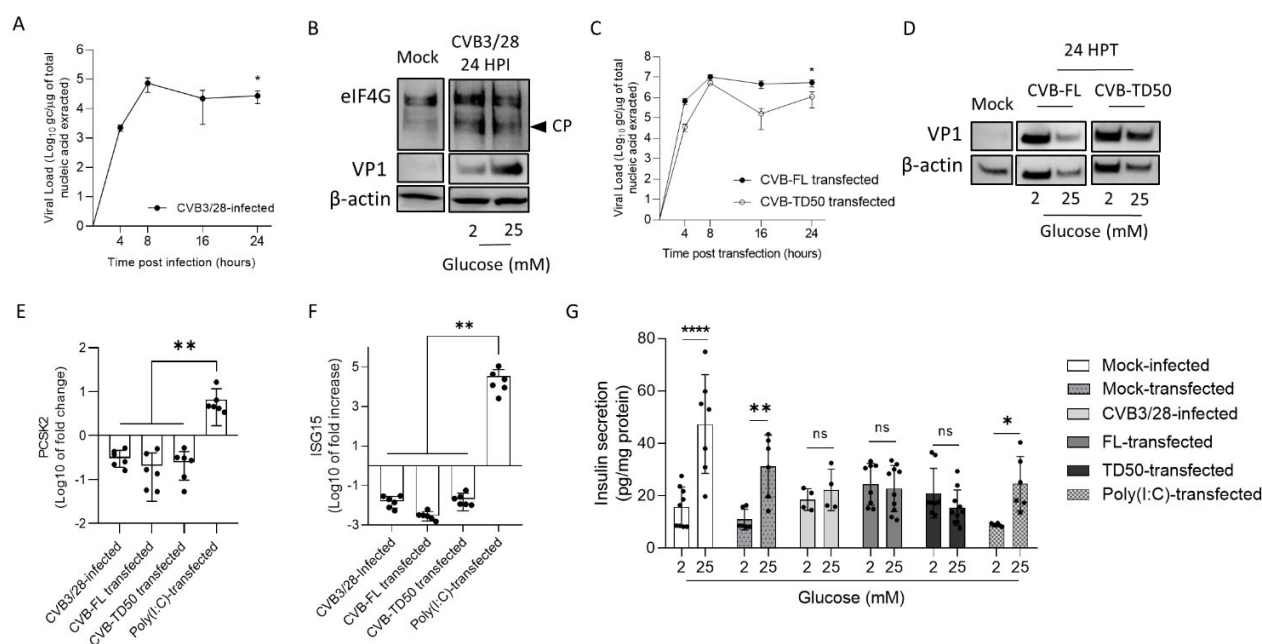 A
Viral Load (Log10 gc/µg of total
nucleic acid exracted)
6
5
4
3
2
1
0
*
CVB3/28-infected
4
8
16
24
Time post infection (hours)
B
CVB3/28
Mock
24 HPI
eIF4G
CP
VP1
β-actin
2
25
Glucose (mM)
C
Viral Load (Log10 gc/µg of total
nucleic acid extracted)
8
7
6
5
4
3
2
1
0
*
CVB-FL transfected
CVB-TD50 transfected
4
8
16
24
Time post transfection (hours)
D
24 HPT
Mock
CVB-FL
CVB-TD50
VP1
β-actin
2
25
2
25
Glucose (mM)
E
PCSK2
(Log10 of fold change)
2
1
0
-1
-2
**
CVB3/28-infected
CVB-FL transfected
CVB-TD50 transfected
Poly(I:C)-transfected
F
ISG15
(Log10 of fold increase)
5
1
-1
-3
**
CVB3/28-infected
CVB-FL transfected
CVB-TD50 transfected
Poly(I:C)-transfected
G
Insulin secretion
(pg/mg protein)
80
60
40
20
0
****
**
ns
ns
ns
*
2 25 2 25 2 25 2 25 2 25 2 25
Glucose (mM)
Mock-infected
Mock-transfected
CVB3/28-infected
FL-transfected
TD50-transfected
Poly(I:C)-transfected